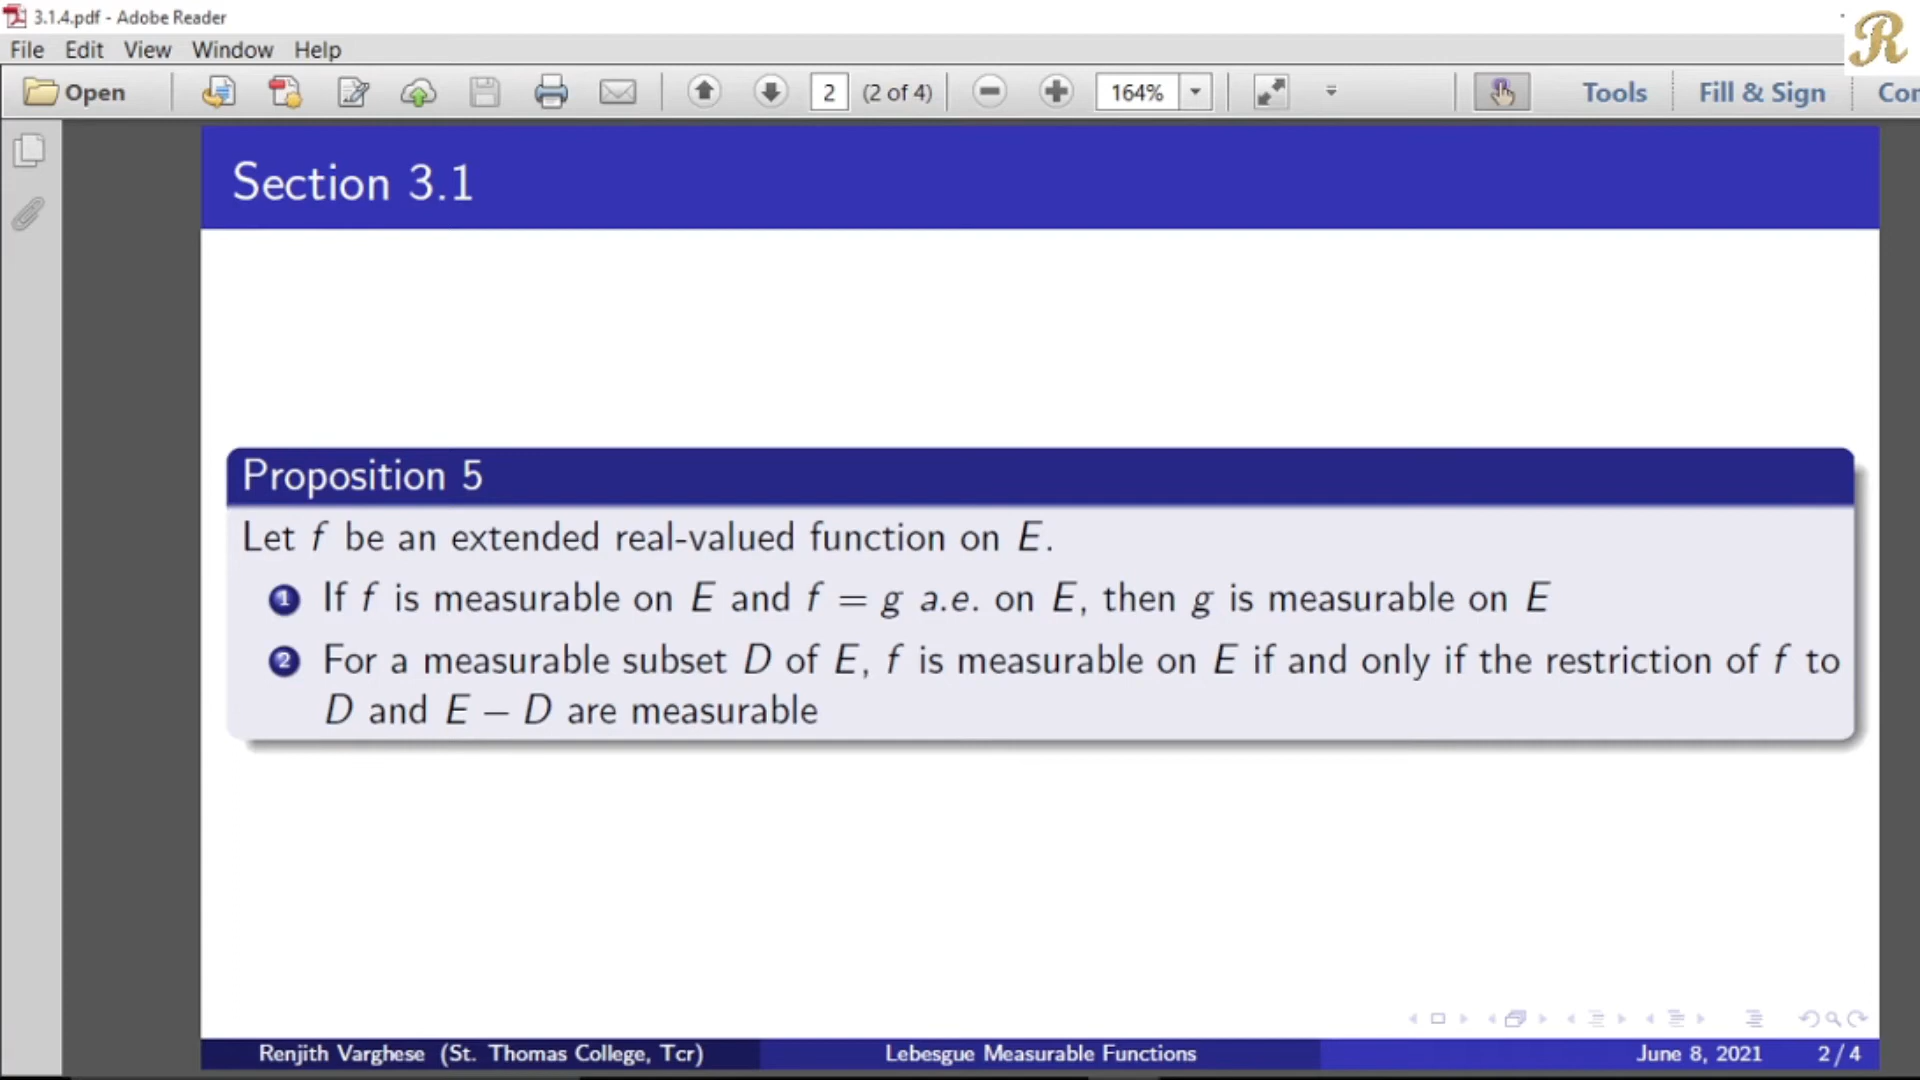 3.1.4.pdf - Adobe Reader
File Edit View Window Help
Open 2 (2 of 4) 164% Tools Fill & Sign
R
Section 3.1
Proposition 5
Let f be an extended real-valued function on E.
1 If f is measurable on E and f = g a.e. on E, then g is measurable on E
2 For a measurable subset D of E, f is measurable on E if and only if the restriction of f to
D and E − D are measurable
Renjith Varghese (St. Thomas College, Tcr) Lebesgue Measurable Functions June 8, 2021 2 / 4